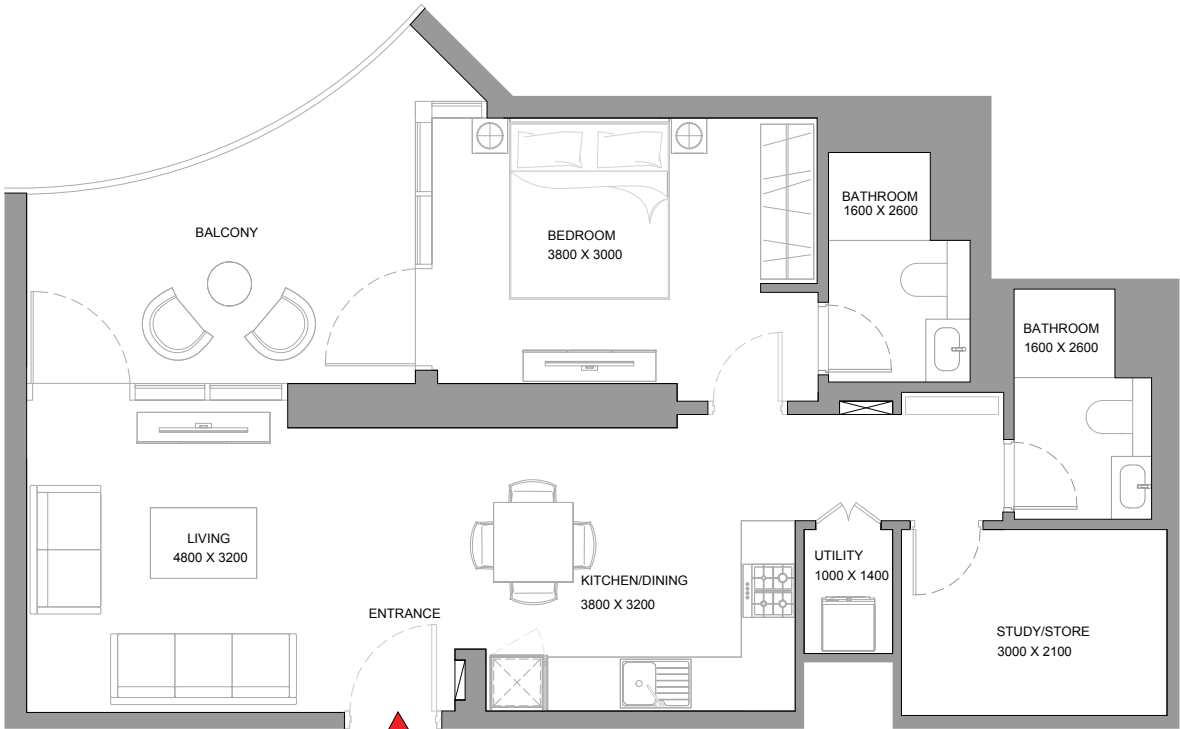 BATHROOM
1600 X 2600
BALCONY
BEDROOM
3800 X 3000
BATHROOM
1600 X 2600
LIVING
4800 X 3200
KITCHEN/DINING
3800 X 3200
UTILITY
1000 X 1400
ENTRANCE
STUDY/STORE
3000 X 2100